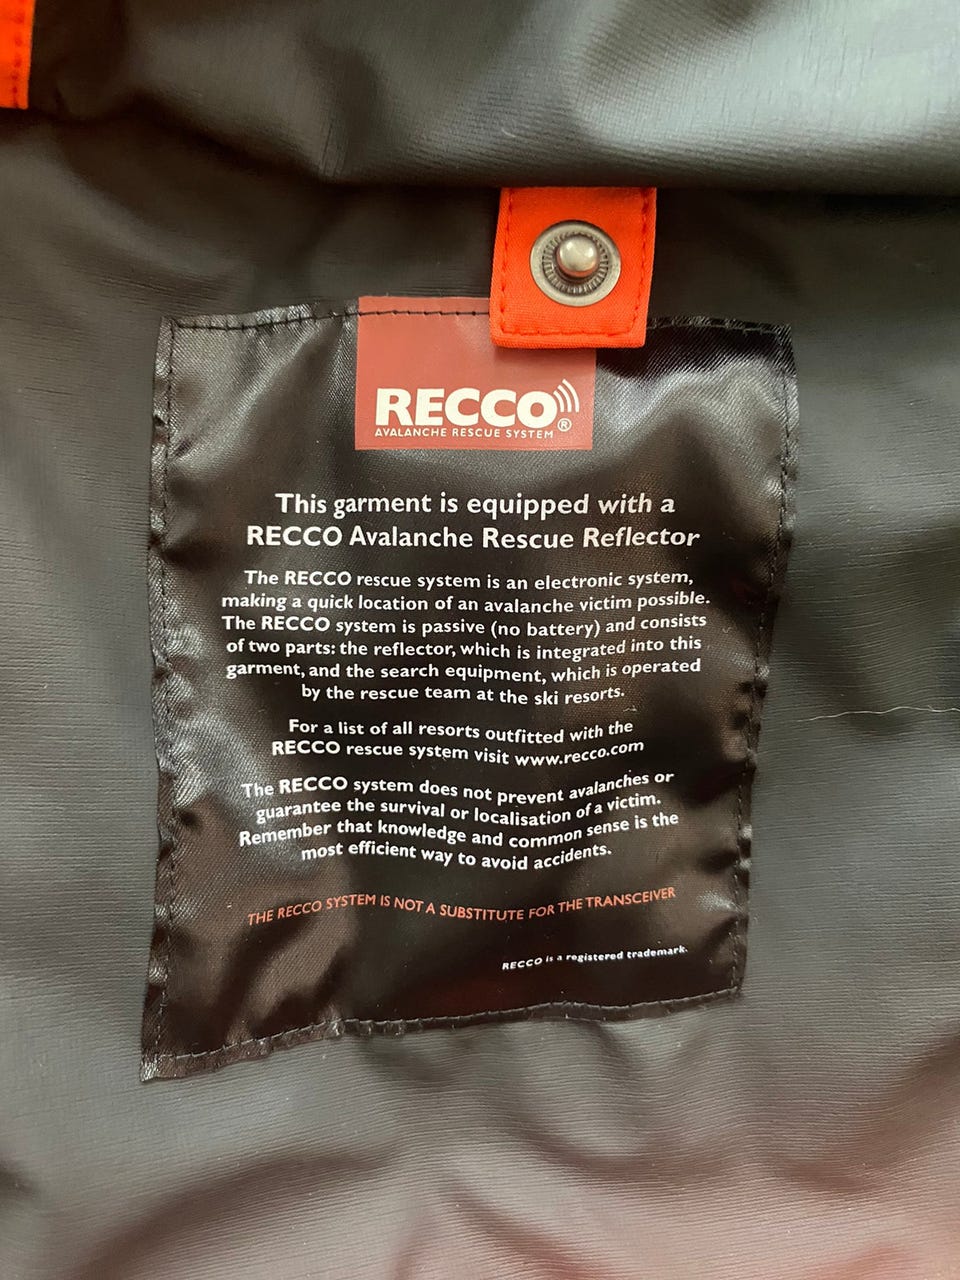 RECCO®
AVALANCHE RESCUE SYSTEM
This garment is equipped with a
RECCO Avalanche Rescue Reflector
The RECCO rescue system is an electronic system,
making a quick location of an avalanche victim possible.
The RECCO system is passive (no battery) and consists
of two parts: the reflector, which is integrated into this
garment, and the search equipment, which is operated
by the rescue team at the ski resorts.
For a list of all resorts outfitted with the
RECCO rescue system visit www.recco.com
The RECCO system does not prevent avalanches or
guarantee the survival or localisation of a victim.
Remember that knowledge and common sense is the
most efficient way to avoid accidents.
THE RECCO SYSTEM IS NOT A SUBSTITUTE FOR THE TRANSCEIVER
RECCO is a registered trademark.